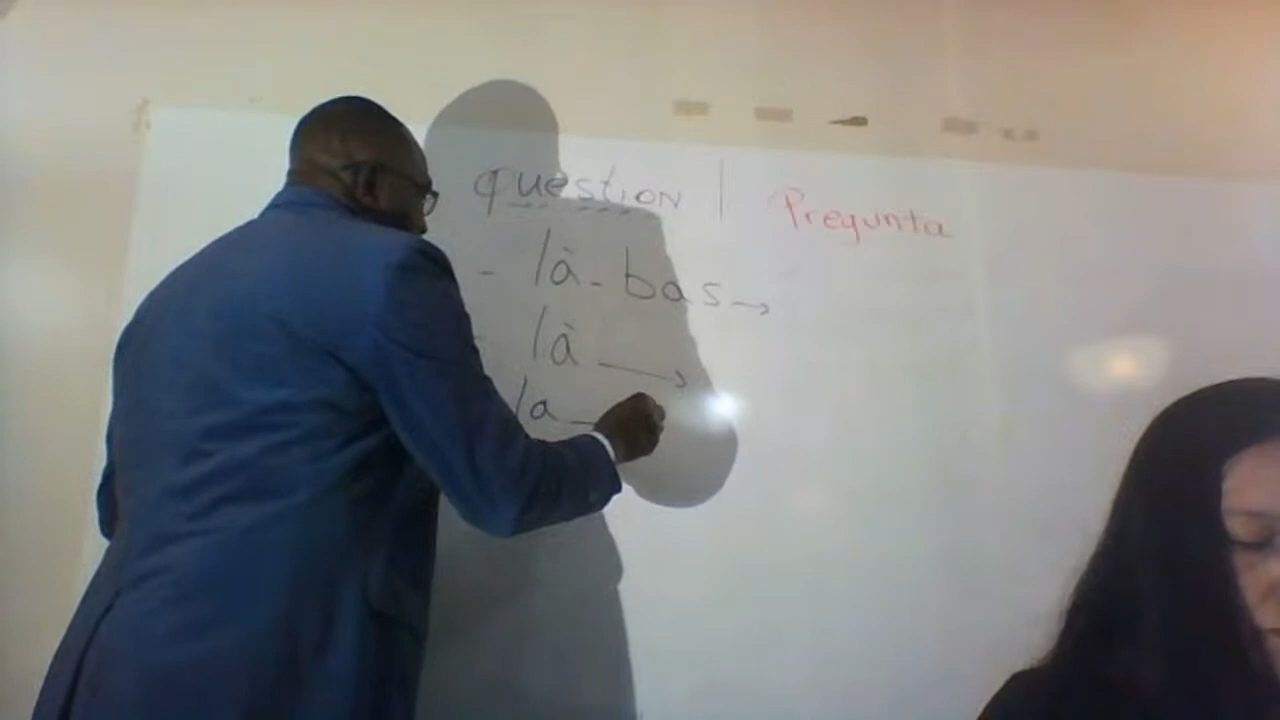 question | Pregunta
- là-bas →
- là →
la